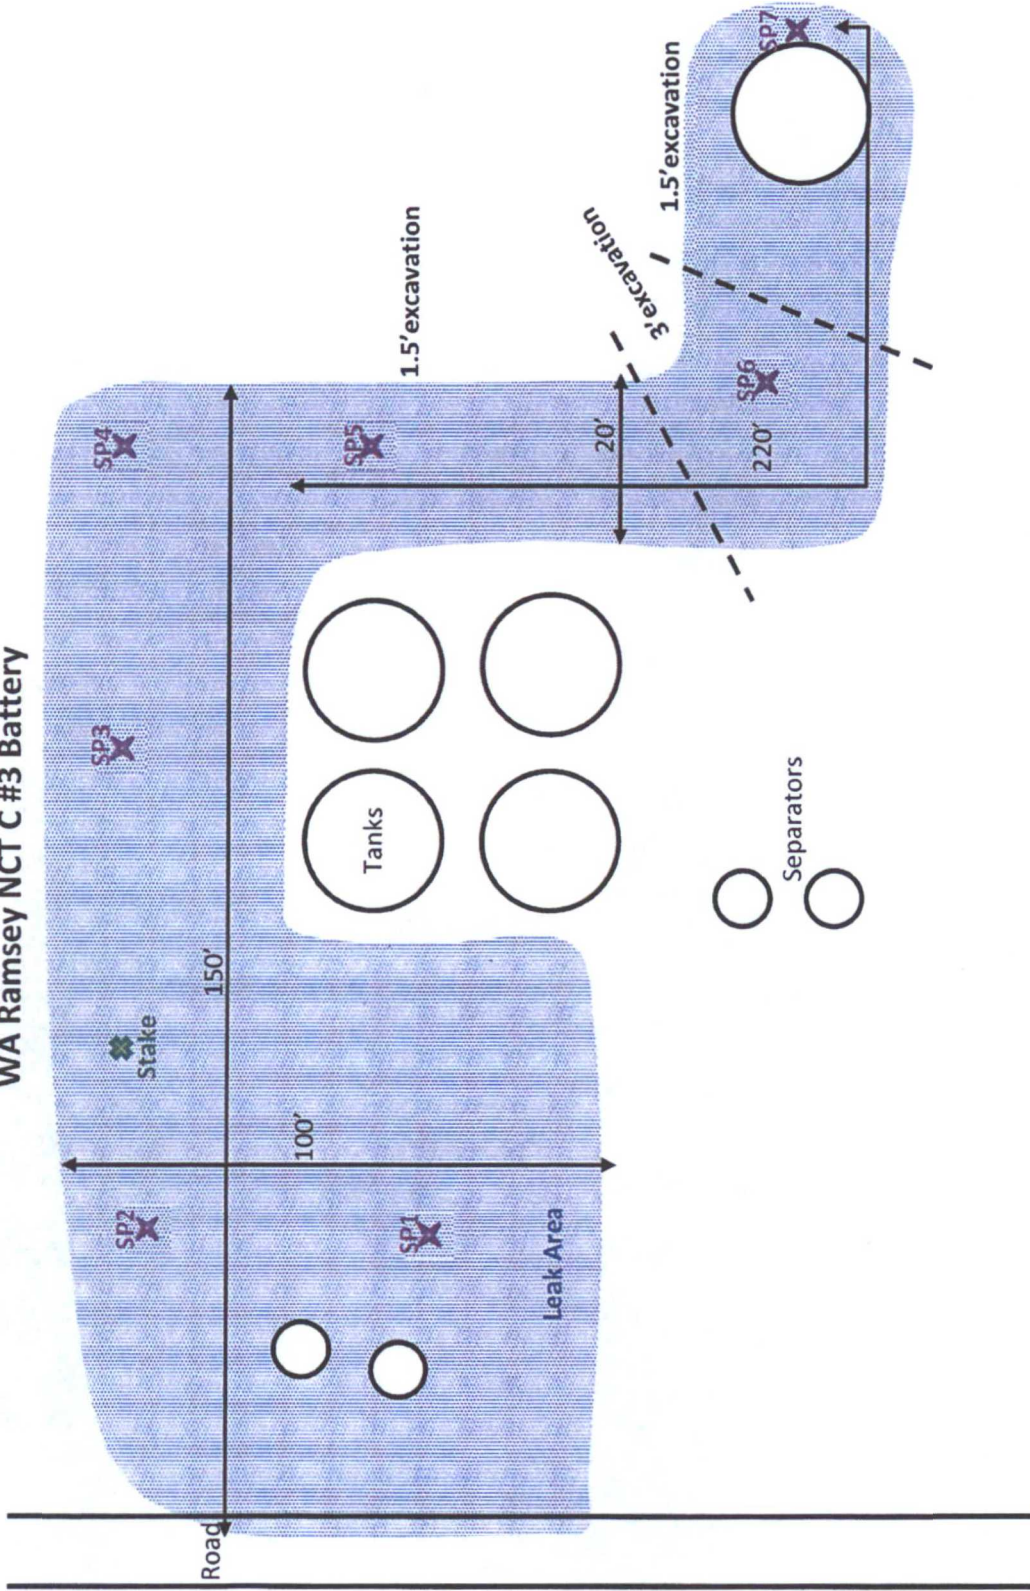 WA Ramsey NCT C #3 Battery
SP2
Stake
SP3
SP4
Road
150'
100'
SP1
Leak Area
Tanks
SP5
1.5'excavation
20'
3'excavation
1.5'excavation
Separators
220'
SP6
SP7